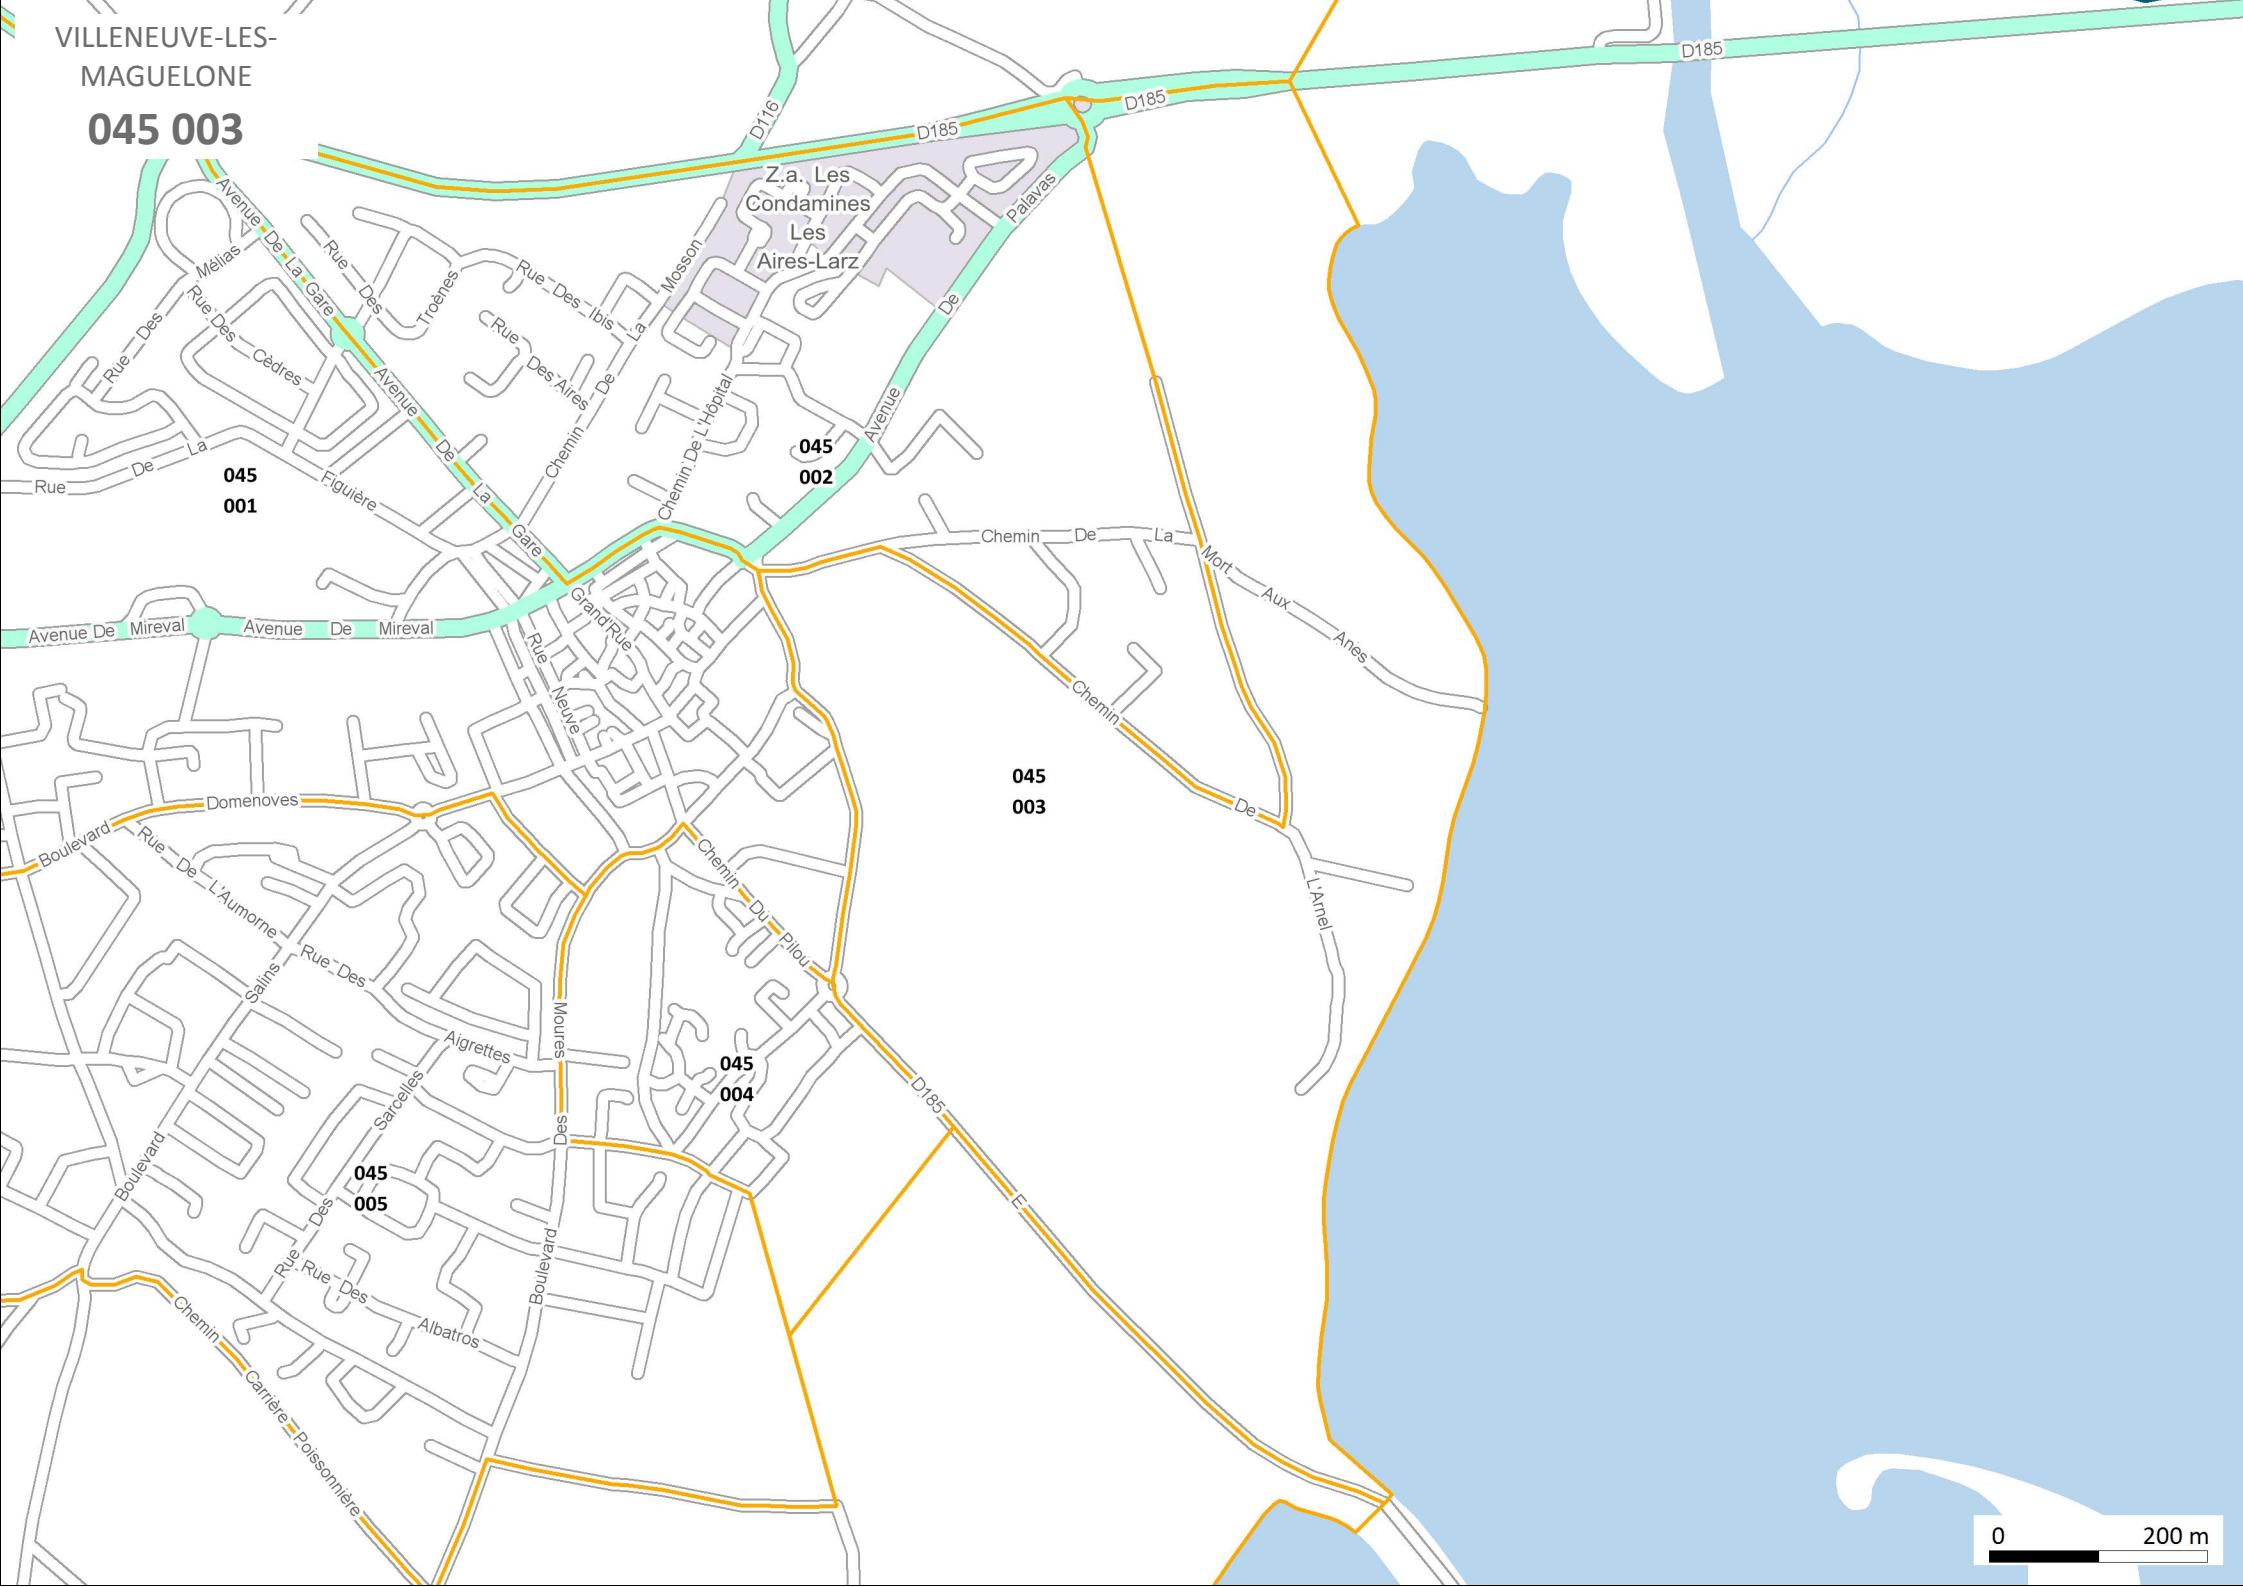 VILLENEUVE-LES-
MAGUELONE
045 003
D185
D185
D185
D116
Z.a. Les
Condamines
Les
Aires-Larz
Avenue De La Gare
Avenue De La Gare
Rue Des Mélias
Rue Des Cèdres
Rue Des Troènes
Rue Des Ibis
Rue Des Aires
Chemin De La Mosson
Chemin De L'Hôpital
Avenue De Palavas
Rue De La Figuière
045
001
045
002
Chemin De La Mort Aux Anes
Avenue De Mireval
Avenue De Mireval
Grand'Rue
Rue Neuve
Chemin De L'Arnel
045
003
Boulevard Domenoves
Rue De L'Aumorne
Rue Des Aigrettes
Chemin Du Pilou
Boulevard Salins
Boulevard Des Moures
045
004
D185 E
Rue Des Sarcelles
045
005
Rue Des Albatros
Chemin Carrière Poissonnière
0 200 m